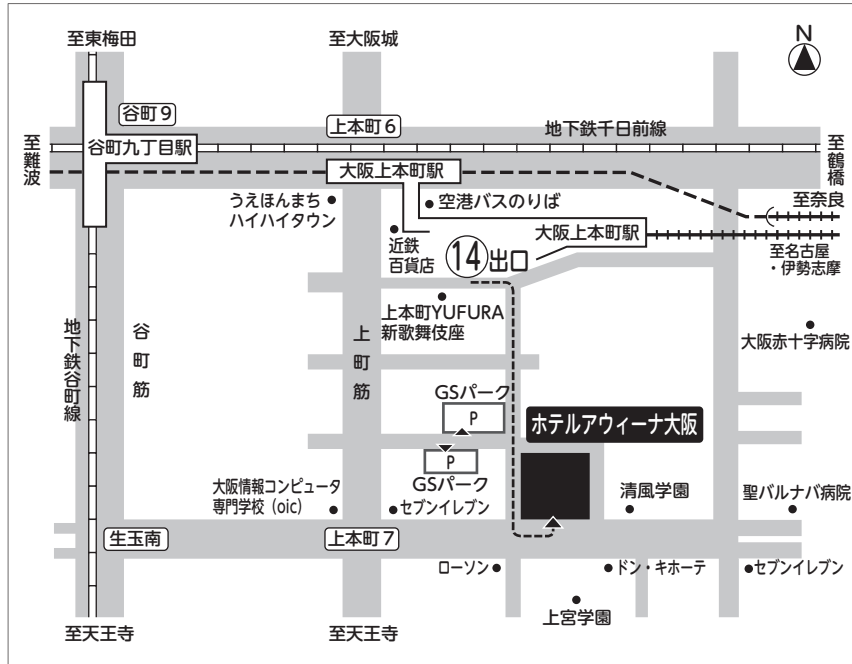 至東梅田
至大阪城
N
谷町9
上本町6
地下鉄千日前線
至難波
谷町九丁目駅
至鶴橋
大阪上本町駅
至奈良
うえほんまち
ハイハイタウン
空港バスのりば
大阪上本町駅
近鉄
百貨店
14出口
至名古屋
・伊勢志摩
上本町YUFURA
新歌舞伎座
地下鉄谷町線
谷町筋
上町筋
大阪赤十字病院
GSパーク
P
ホテルアウィーナ大阪
P
GSパーク
大阪情報コンピュータ
専門学校（oic）
セブンイレブン
清風学園
聖バルナバ病院
生玉南
上本町7
ローソン
ドン・キホーテ
セブンイレブン
上宮学園
至天王寺
至天王寺